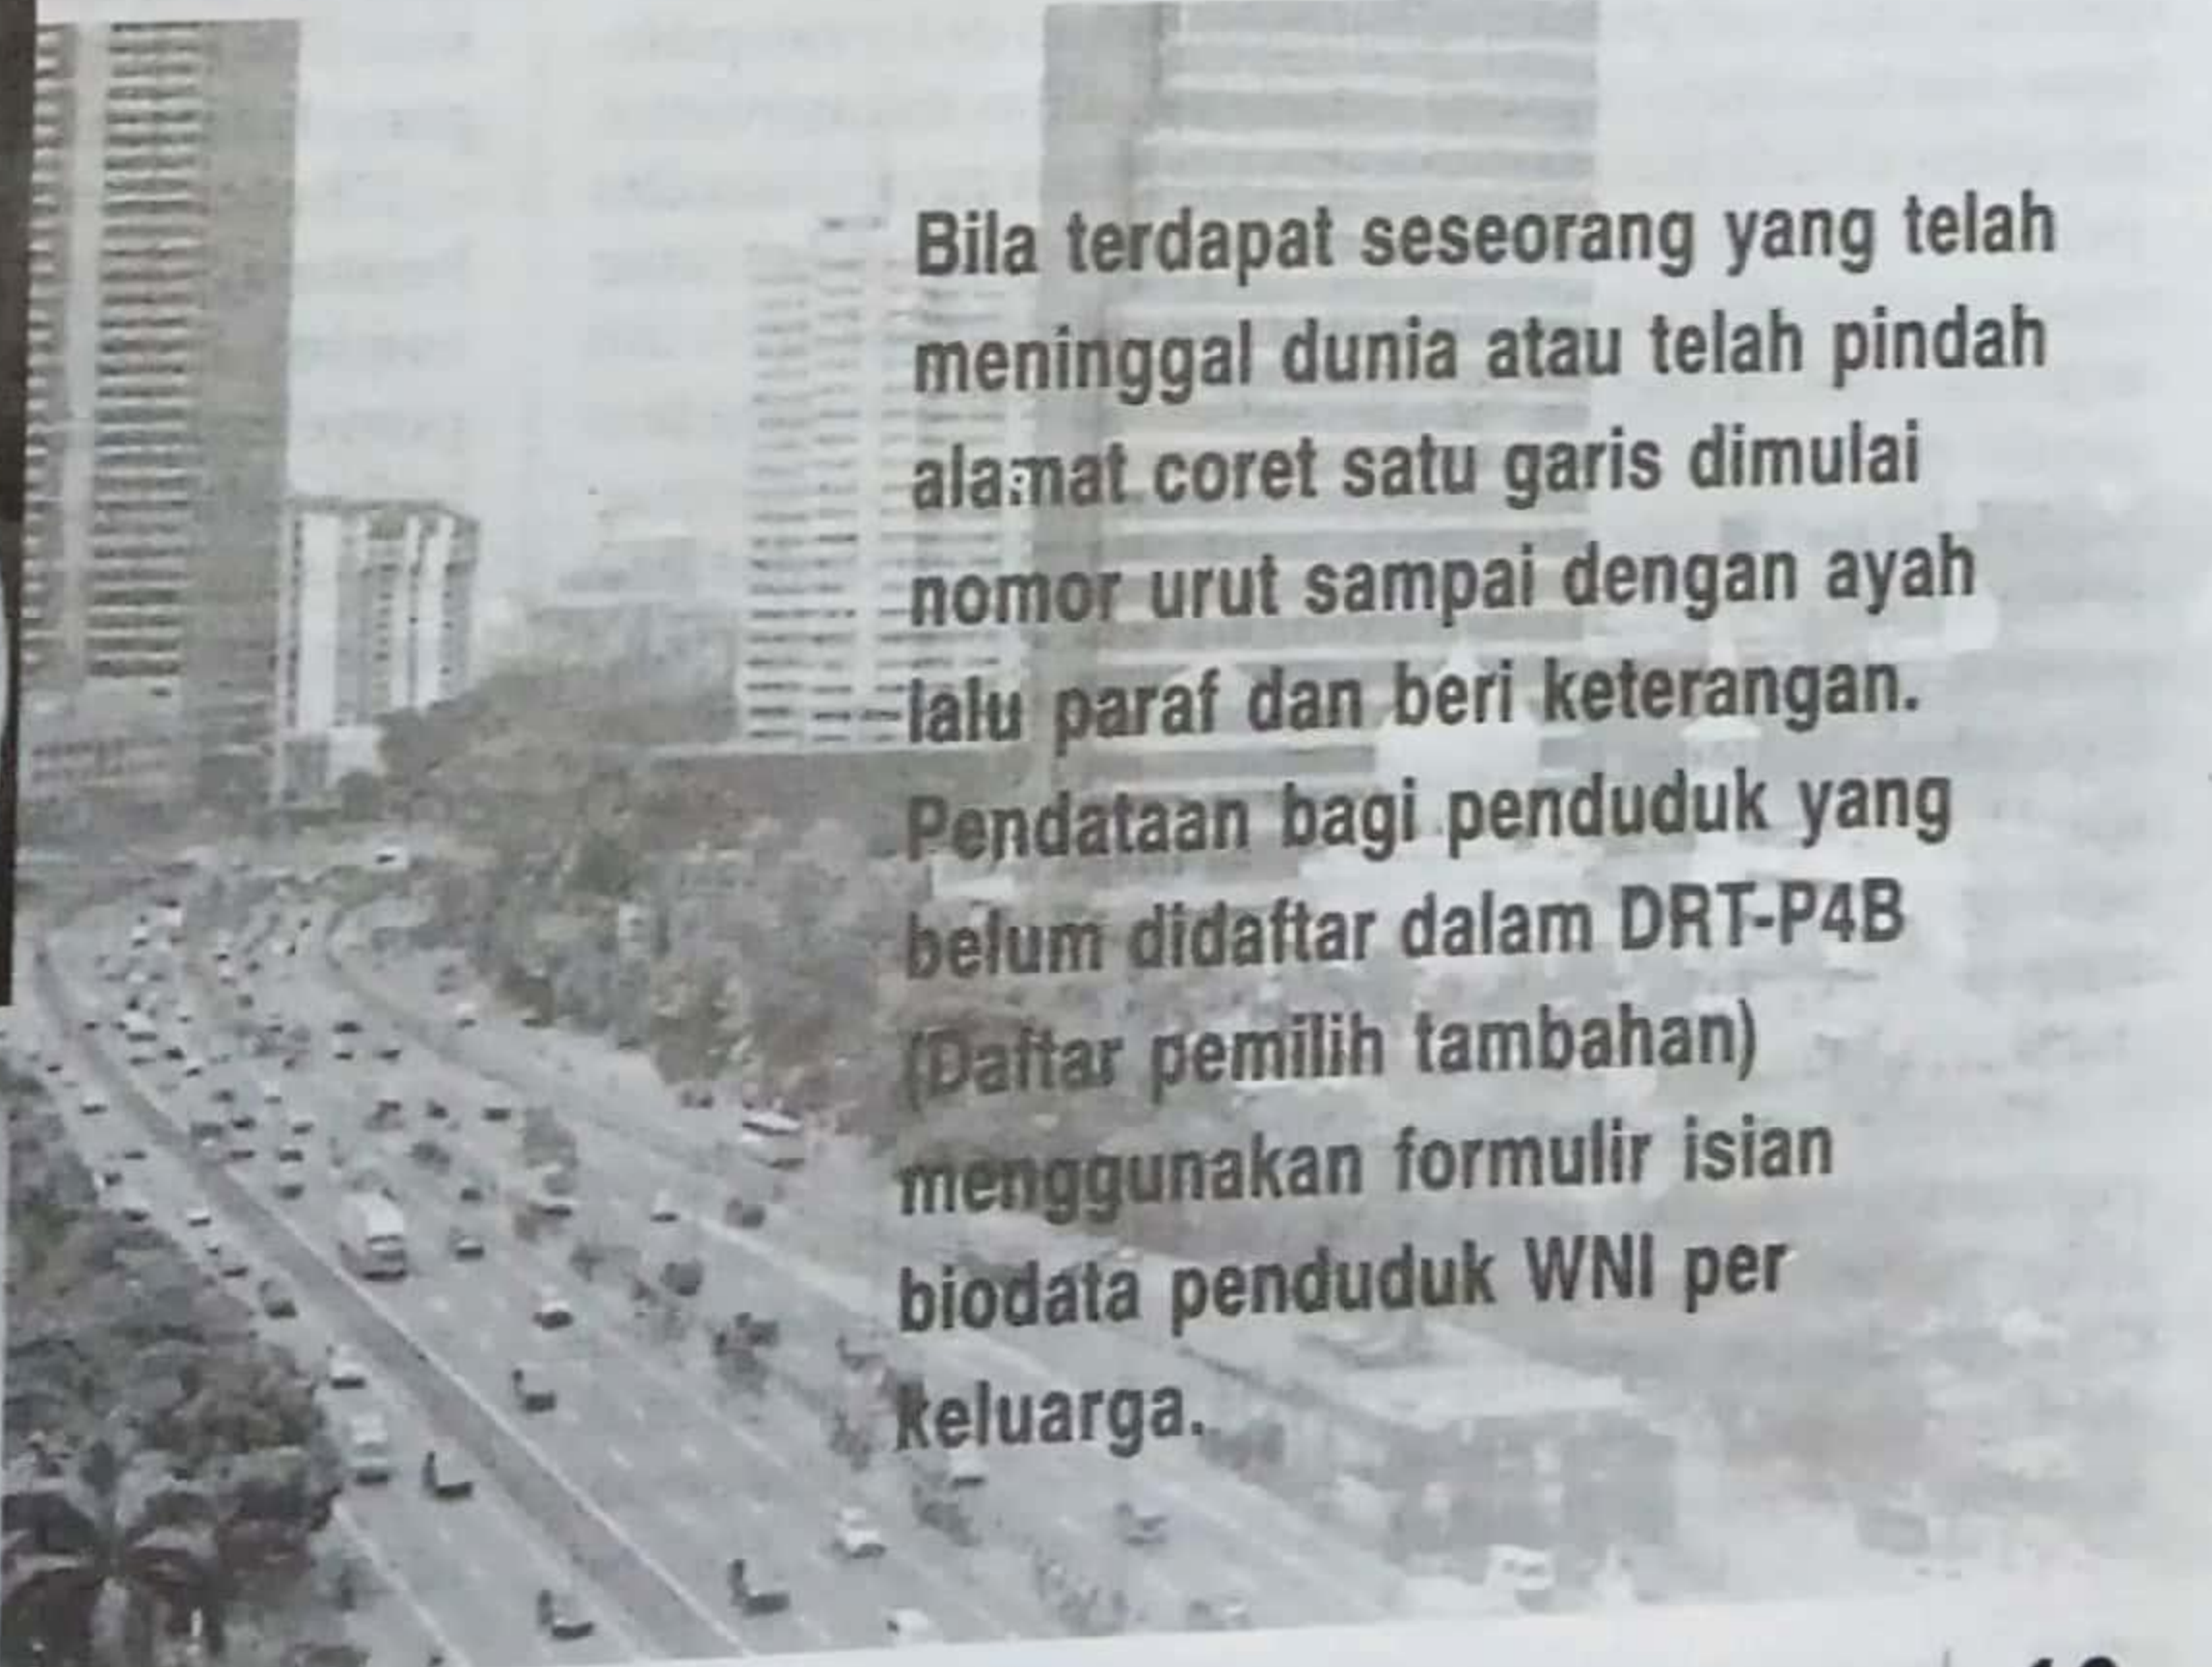 Bila terdapat seseorang yang telah
meninggal dunia atau telah pindah
alamat coret satu garis dimulai
nomor urut sampai dengan ayah
lalu paraf dan beri keterangan.
Pendataan bagi penduduk yang
belum didaftar dalam DRT-P4B
(Daftar pemilih tambahan)
menggunakan formulir isian
biodata penduduk WNI per
keluarga.